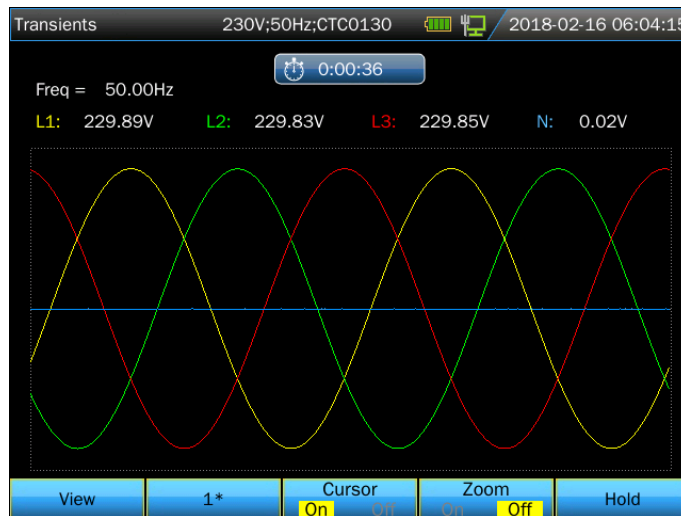 Transients 230V;50Hz;CTC0130 2018-02-16 06:04:15
0:00:36
Freq = 50.00Hz
L1: 229.89V L2: 229.83V L3: 229.85V N: 0.02V
View 1* Cursor Zoom Hold
On Off On Off